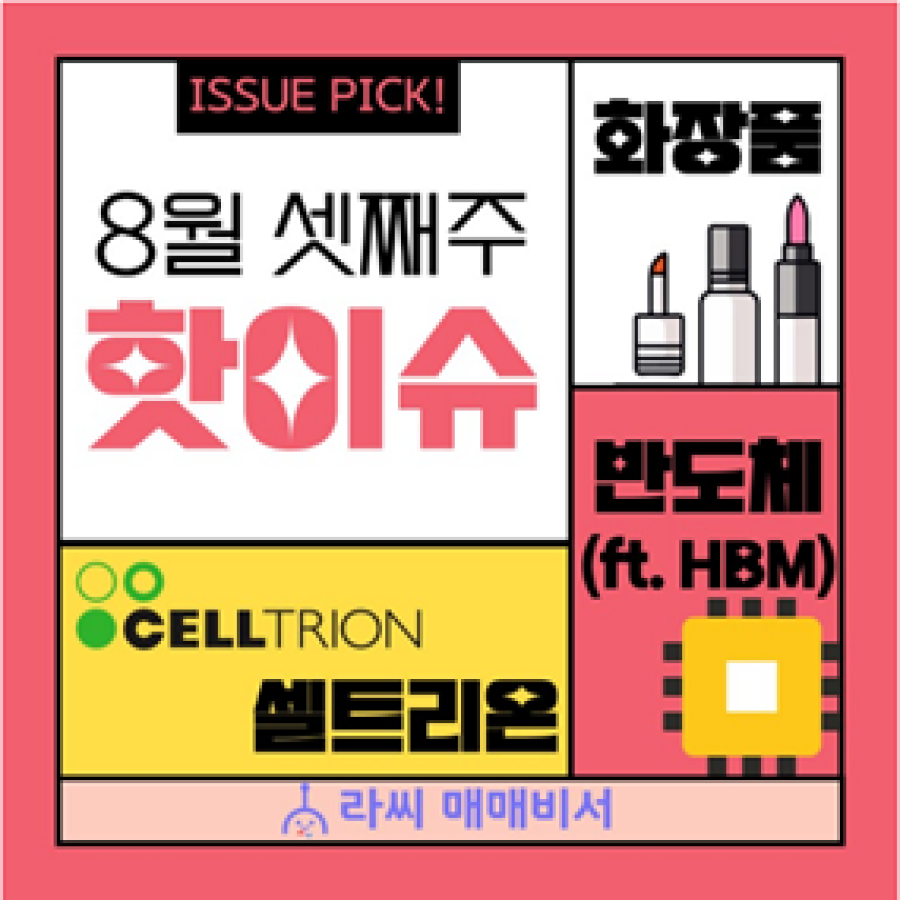 ISSUE PICK!
8월 셋째주
핫이슈
화장품
반도체
(ft. HBM)
CELLTRION
셀트리온
라씨 매매비서